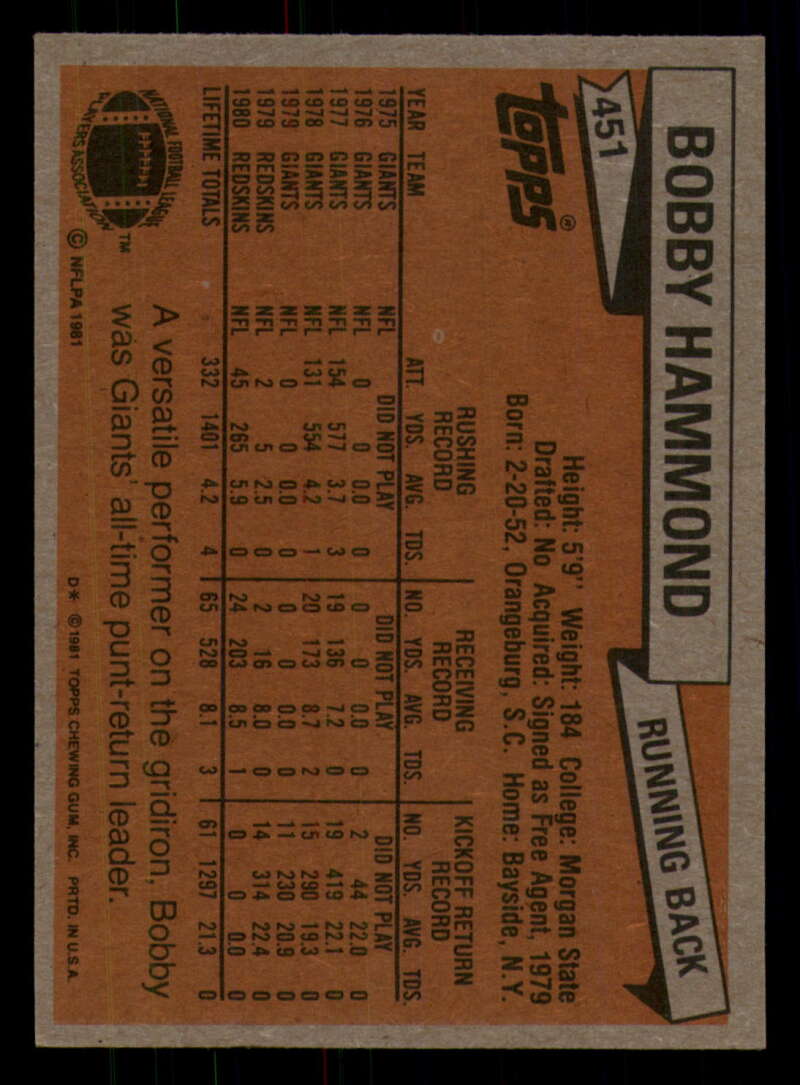 BOBBY HAMMOND
RUNNING BACK
451
topps®
Height: 5'9" Weight: 184 College: Morgan State
Drafted: No Acquired: Signed as Free Agent, 1979
Born: 2-20-52, Orangeburg, S.C. Home: Bayside, N.Y.
RUSHING RECORD RECEIVING RECORD KICKOFF RETURN RECORD
YEAR TEAM ATT. YDS. AVG. TDS. NO. YDS. AVG. TDS. NO. YDS. AVG. TDS.
1975 GIANTS NFL DID NOT PLAY DID NOT PLAY DID NOT PLAY
1976 GIANTS NFL 0 0 0.0 0 0 0 0.0 0 2 44 22.0 0
1977 GIANTS NFL 154 577 3.7 3 19 136 7.2 0 19 419 22.1 0
1978 GIANTS NFL 131 554 4.2 1 20 173 8.7 2 15 290 19.3 0
1979 GIANTS NFL 0 0 0.0 0 0 0 0.0 0 11 230 20.9 0
1979 REDSKINS NFL 2 5 2.5 0 2 16 8.0 0 14 314 22.4 0
1980 REDSKINS NFL 45 265 5.9 0 24 203 8.5 1 0 0 0.0 0
LIFETIME TOTALS 332 1401 4.2 4 65 528 8.1 3 61 1297 21.3 0
A versatile performer on the gridiron, Bobby
was Giants' all-time punt-return leader.
NATIONAL FOOTBALL LEAGUE
PLAYERS ASSOCIATION
™
© NFLPA 1981
D* ©1981 TOPPS CHEWING GUM, INC. PRTD. IN U.S.A.